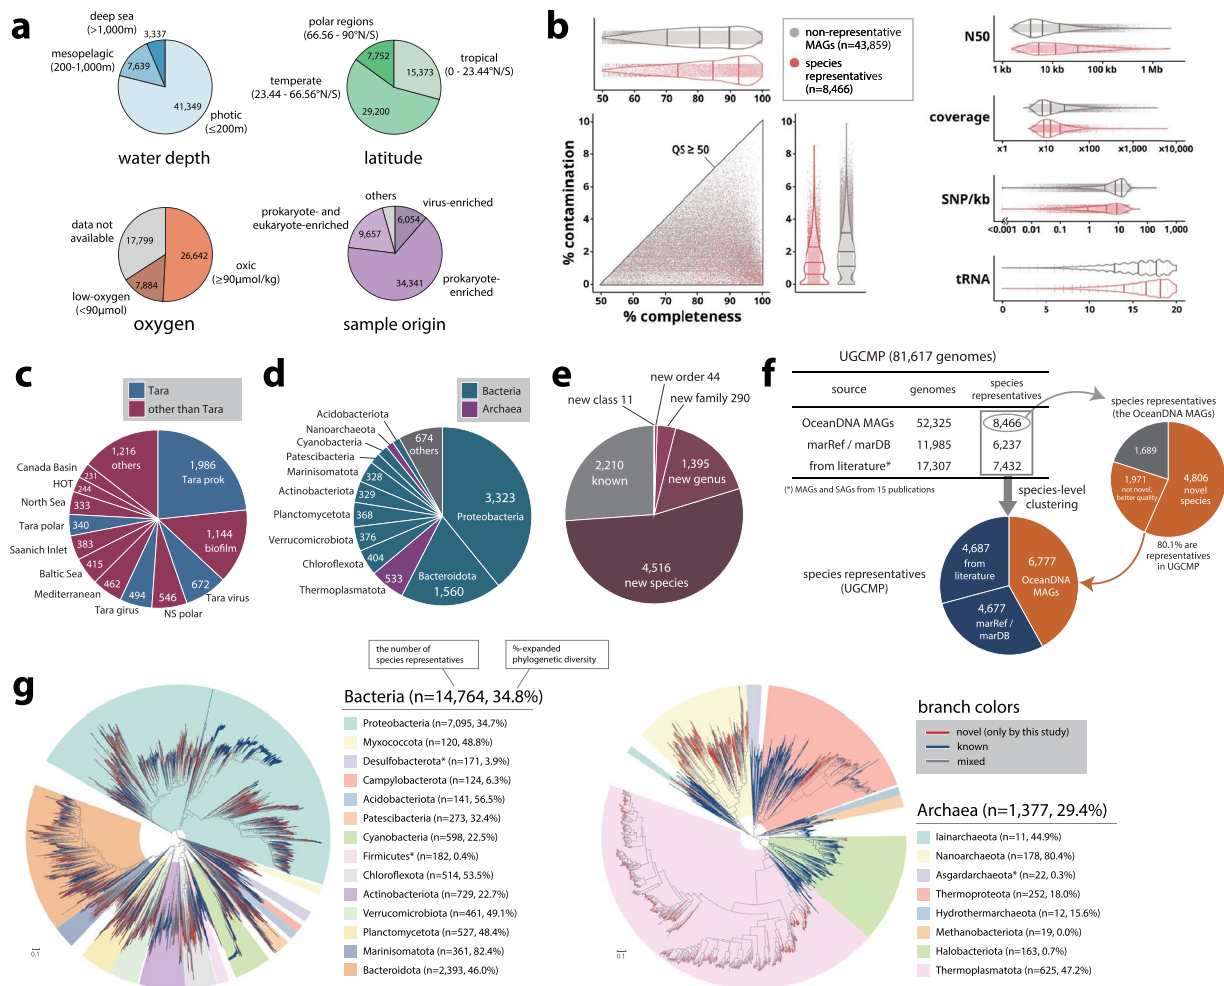 a
deep sea
(>1,000m)
3,337
mesopelagic
(200-1,000m)
7,639
41,349
photic
(≤200m)
water depth
polar regions
(66.56 - 90°N/S)
7,752
tropical
(0 - 23.44°N/S)
15,373
temperate
(23.44 - 66.56°N/S)
29,200
latitude
data not
available
17,799
26,642
oxic
(≥90μmol/kg)
7,884
low-oxygen
(<90μmol)
oxygen
others
virus-enriched
prokaryote- and
eukaryote-enriched
6,054
9,657
34,341
prokaryote-
enriched
sample origin
b
50 60 70 80 90 100
non-representative
MAGs (n=43,859)
species
representatives
(n=8,466)
% contamination
10
8
6
4
2
0
QS ≥ 50
50 60 70 80 90 100
% completeness
10
8
6
4
2
0
N50
1 kb 10 kb 100 kb 1 Mb
coverage
×1 ×10 ×100 ×1,000 ×10,000
SNP/kb
<0.001 0.01 0.1 1 10 100 1,000
tRNA
0 5 10 15 20
c
Tara
other than Tara
1,216
others
1,986
Tara prok
Canada Basin
231
HOT
244
North Sea
333
Tara polar
340
Saanich Inlet
383
Baltic Sea
415
Mediterranean
462
Tara girus
494
NS polar
546
672
Tara virus
1,144
biofilm
d
Bacteria
Archaea
Acidobacteriota
Nanoarchaeota
Cyanobacteria
Patescibacteria
Marinisomatota
328
Actinobacteriota
329
Planctomycetota
368
Verrucomicrobiota
376
Chloroflexota
404
Thermoplasmatota
533
674
others
3,323
Proteobacteria
Bacteroidota
1,560
e
new order 44
new class 11
new family 290
2,210
known
1,395
new genus
4,516
new species
f
UGCMP (81,617 genomes)
source genomes species
representatives
OceanDNA MAGs 52,325 8,466
marRef / marDB 11,985 6,237
from literature* 17,307 7,432
(*) MAGs and SAGs from 15 publications
species-level
clustering
species representatives
(the OceanDNA MAGs)
1,689
1,971
not novel,
better quality
4,806
novel
species
80.1% are
representatives
in UGCMP
species representatives
(UGCMP)
4,687
from
literature
6,777
OceanDNA
MAGs
4,677
marRef /
marDB
g
the number of
species representatives
%-expanded
phylogenetic diversity
Bacteria (n=14,764, 34.8%)
Proteobacteria (n=7,095, 34.7%)
Myxococcota (n=120, 48.8%)
Desulfobacterota* (n=171, 3.9%)
Campylobacterota (n=124, 6.3%)
Acidobacteriota (n=141, 56.5%)
Patescibacteria (n=273, 32.4%)
Cyanobacteria (n=598, 22.5%)
Firmicutes* (n=182, 0.4%)
Chloroflexota (n=514, 53.5%)
Actinobacteriota (n=729, 22.7%)
Verrucomicrobiota (n=461, 49.1%)
Planctomycetota (n=527, 48.4%)
Marinisomatota (n=361, 82.4%)
Bacteroidota (n=2,393, 46.0%)
0.1
0.1
branch colors
novel (only by this study)
known
mixed
Archaea (n=1,377, 29.4%)
Iainarchaeota (n=11, 44.9%)
Nanoarchaeota (n=178, 80.4%)
Asgardarchaeota* (n=22, 0.3%)
Thermoproteota (n=252, 18.0%)
Hydrothermarchaeota (n=12, 15.6%)
Methanobacteriota (n=19, 0.0%)
Halobacteriota (n=163, 0.7%)
Thermoplasmatota (n=625, 47.2%)